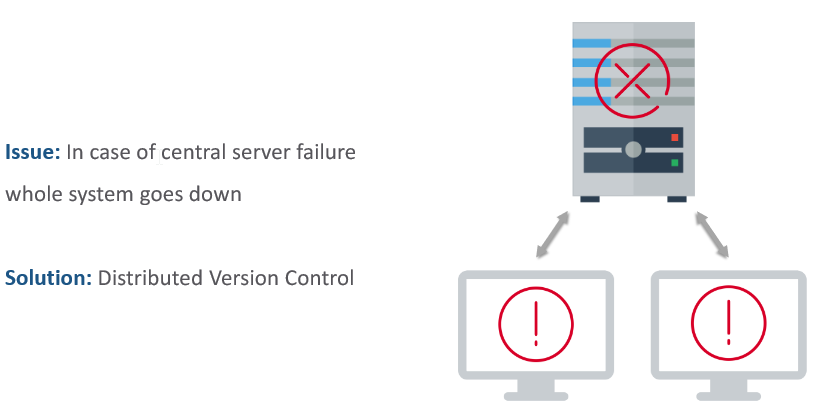 Issue: In case of central server failure
whole system goes down
Solution: Distributed Version Control